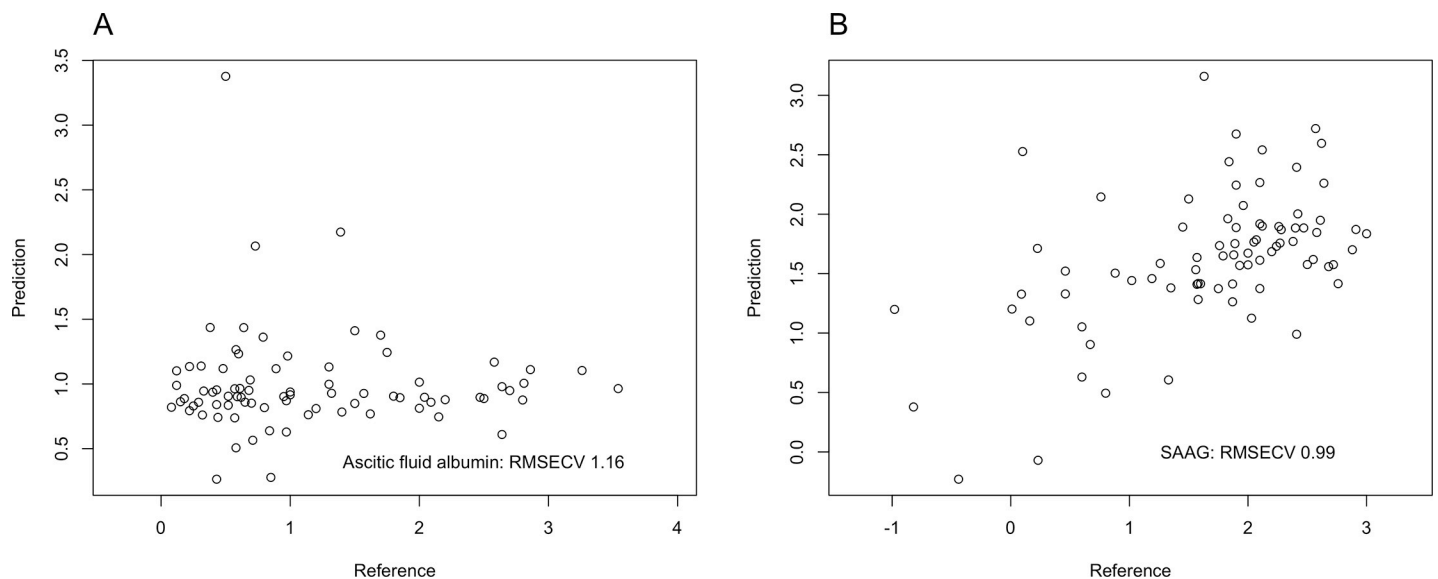 A
Prediction
3.5
3.0
2.5
2.0
1.5
1.0
0.5
Ascitic fluid albumin: RMSECV 1.16
0 1 2 3 4
Reference
B
Prediction
3.0
2.5
2.0
1.5
1.0
0.5
0.0
SAAG: RMSECV 0.99
-1 0 1 2 3
Reference